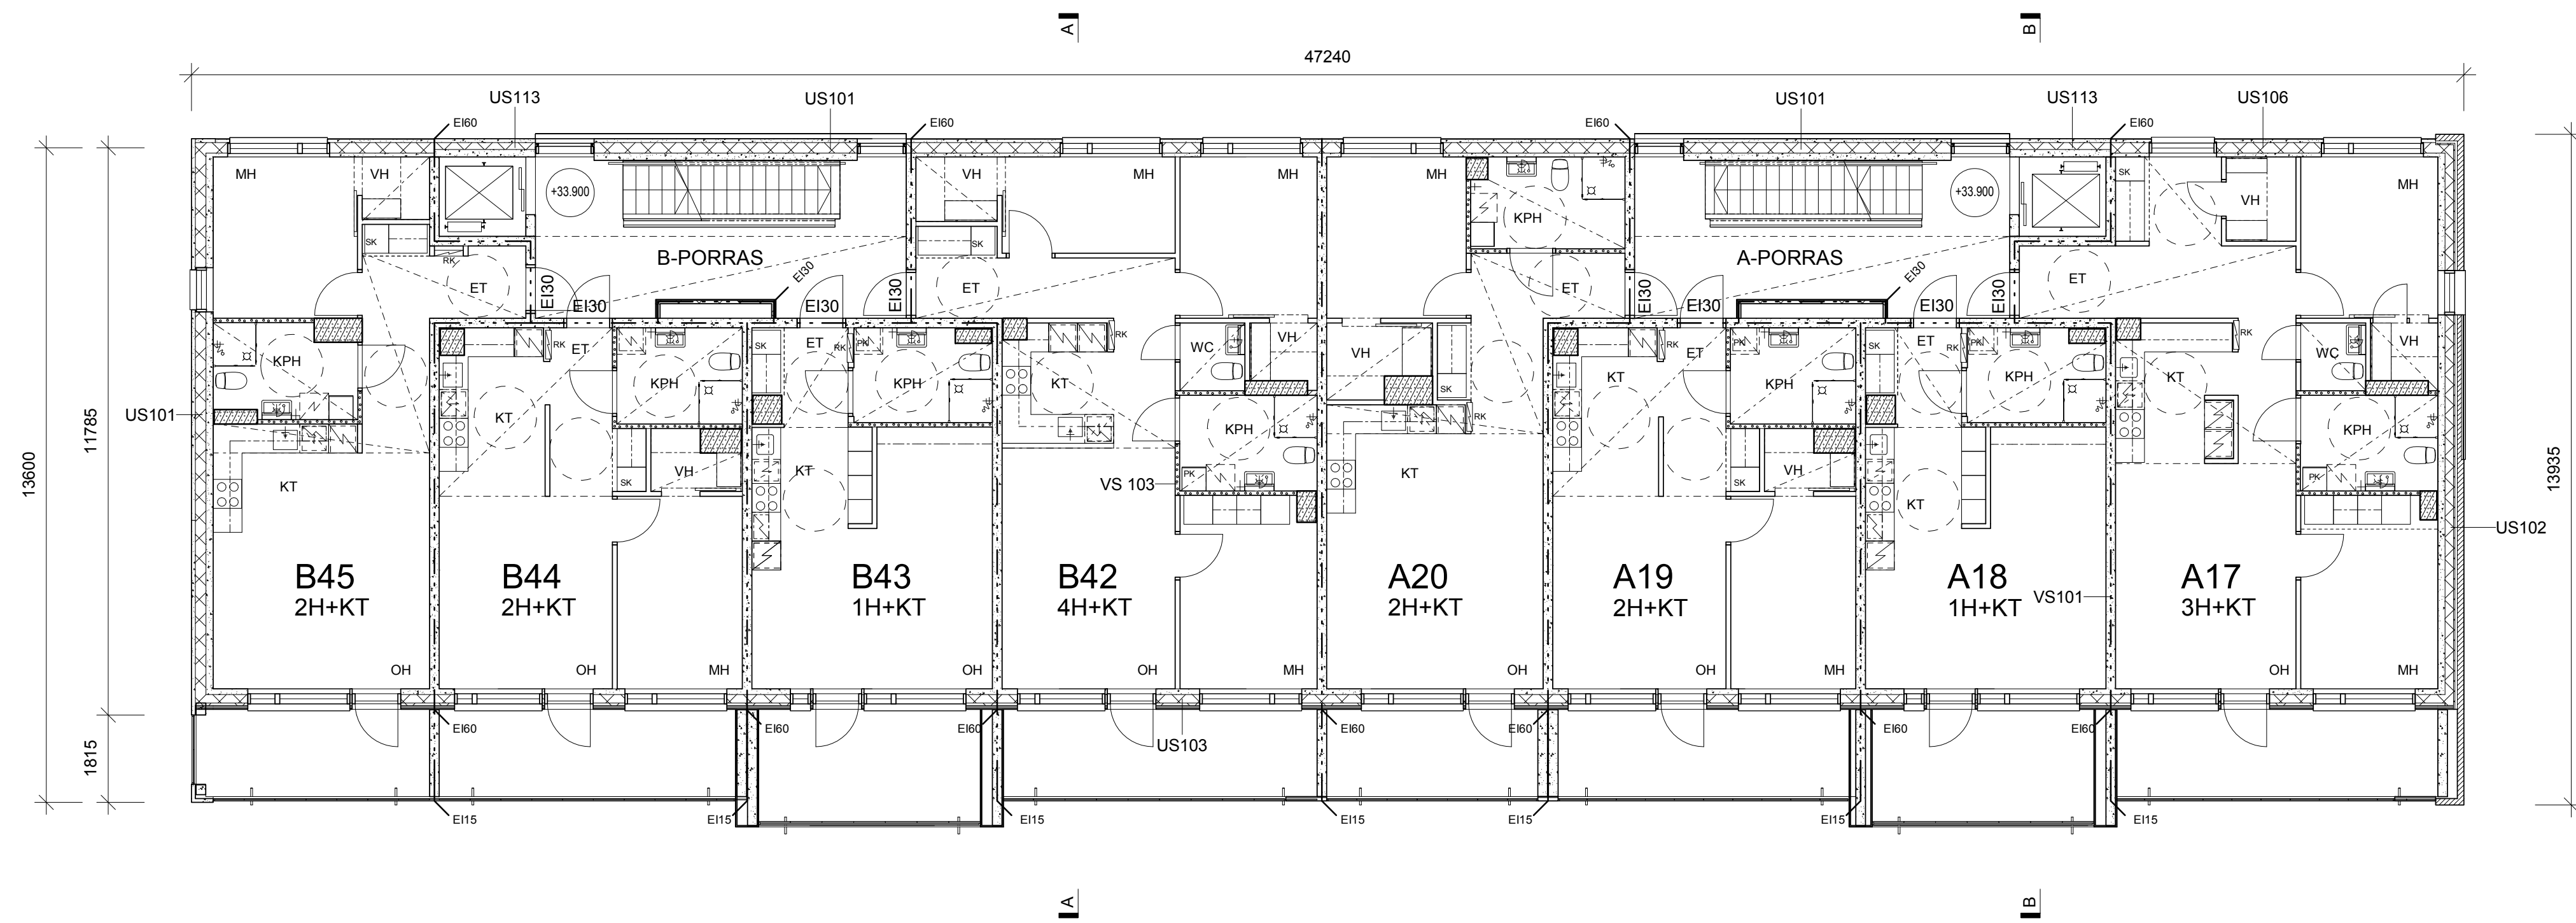 A
B
47240
US113
US101
US101
US113
US106
EI60
EI60
EI60
EI60
MH
VH
+33.900
VH
MH
MH
MH
KPH
+33.900
SK
VH
MH
SK
RK
ET
B-PORRAS
EI30
SK
ET
ET
A-PORRAS
EI30
ET
EI30
EI30
EI30
EI30
EI30
EI30
EI30
EI30
KPH
RK
ET
KPH
SK
ET
RK
PK
KPH
RK
KT
WC
VH
VH
SK
KT
RK
ET
PK
KPH
SK
ET
RK
PK
KPH
RK
KT
WC
VH
US101
KT
SK
VH
KT
KPH
PK
RK
KT
SK
VH
KT
KPH
PK
KT
VS 103
13600
11785
1815
13935
US102
B45
2H+KT
B44
2H+KT
B43
1H+KT
B42
4H+KT
A20
2H+KT
A19
2H+KT
A18
1H+KT
VS101
A17
3H+KT
OH
OH
MH
OH
OH
MH
OH
OH
MH
OH
OH
MH
EI60
EI60
EI60
US103
EI60
EI60
EI60
EI60
EI15
EI15
EI15
EI15
EI15
EI15
EI15
A
B